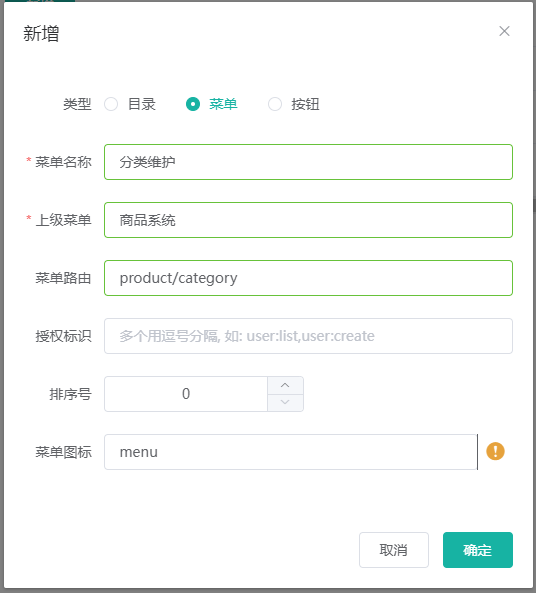 新增
类型 目录 菜单 按钮
* 菜单名称 分类维护
* 上级菜单 商品系统
菜单路由 product/category
授权标识 多个用逗号分隔, 如: user:list,user:create
排序号 0
菜单图标 menu
取消 确定